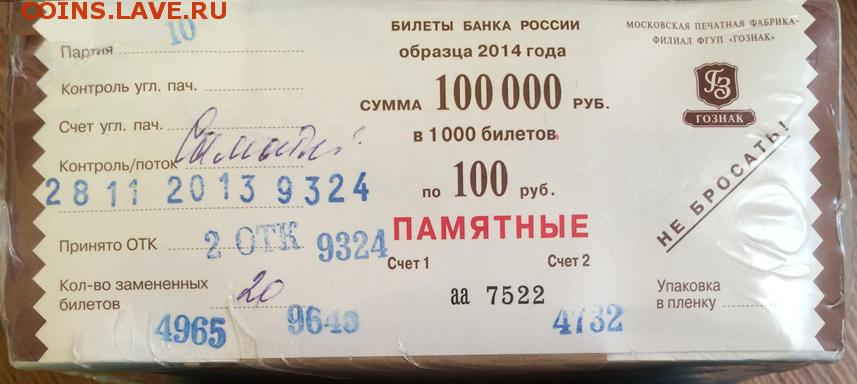 COINS.LAVE.RU
10
Партия
Контроль угл. пач.
Счет угл. пач.
Контроль/поток
28 11 2013 9324
Принято ОТК 2 ОТК 9324
Кол-во замененных
билетов 20
4965 9643 4732
БИЛЕТЫ БАНКА РОССИИ
образца 2014 года
СУММА 100 000 РУБ.
в 1000 билетов
по 100 руб.
ПАМЯТНЫЕ
Счет 1 Счет 2
аа 7522
МОСКОВСКАЯ ПЕЧАТНАЯ ФАБРИКА-
ФИЛИАЛ ФГУП "ГОЗНАК"
ГЗ
ГОЗНАК
НЕ БРОСАТЬ!
Упаковка
в пленку